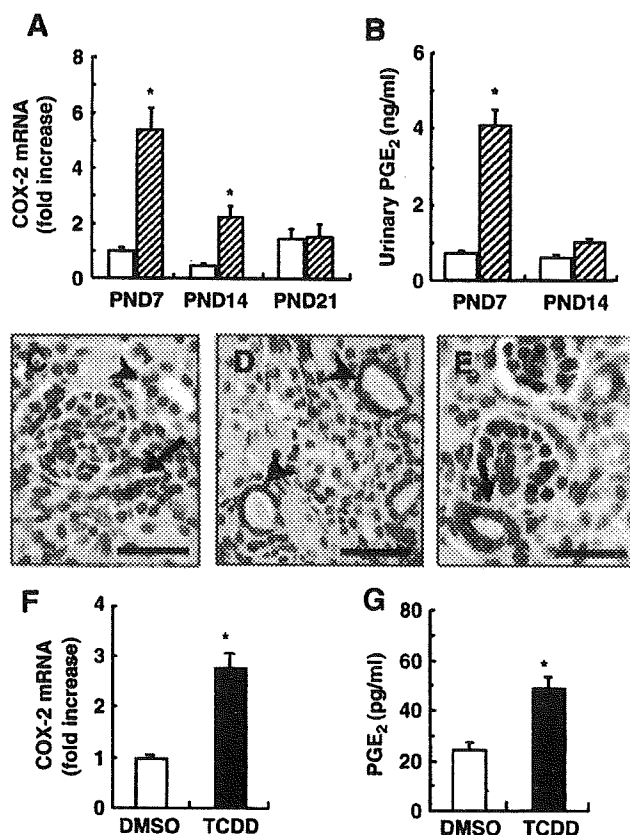 A
COX-2 mRNA
(fold increase)
8
6
4
2
0
*
*
PND7 PND14 PND21
B
Urinary PGE₂ (ng/ml)
6
4
2
0
*
PND7 PND14
C
D
E
F
COX-2 mRNA
(fold increase)
4
3
2
1
0
*
DMSO TCDD
G
PGE₂ (pg/ml)
80
60
40
20
0
*
DMSO TCDD